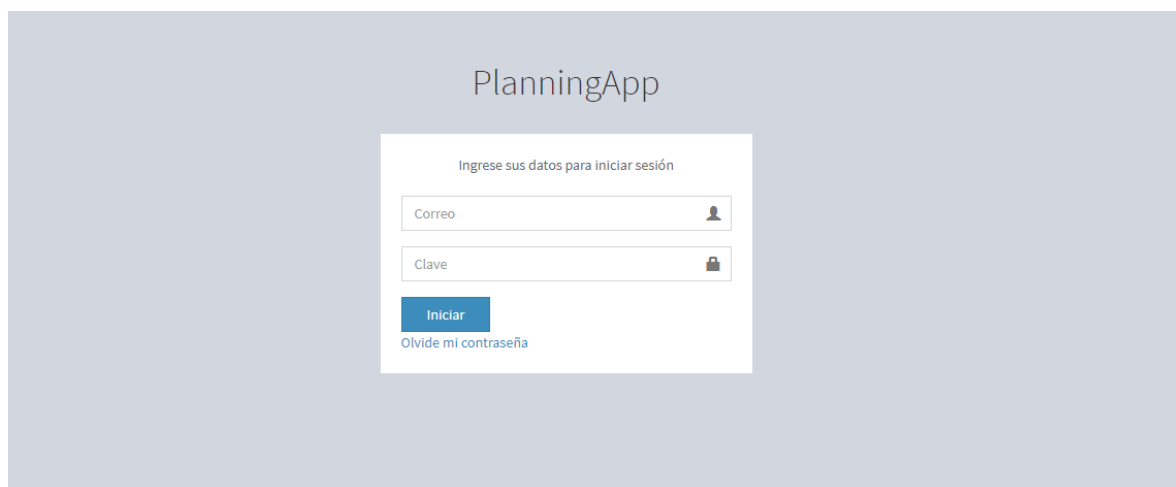 PlanningApp
Ingrese sus datos para iniciar sesión
Correo
Clave
Iniciar
Olvide mi contraseña